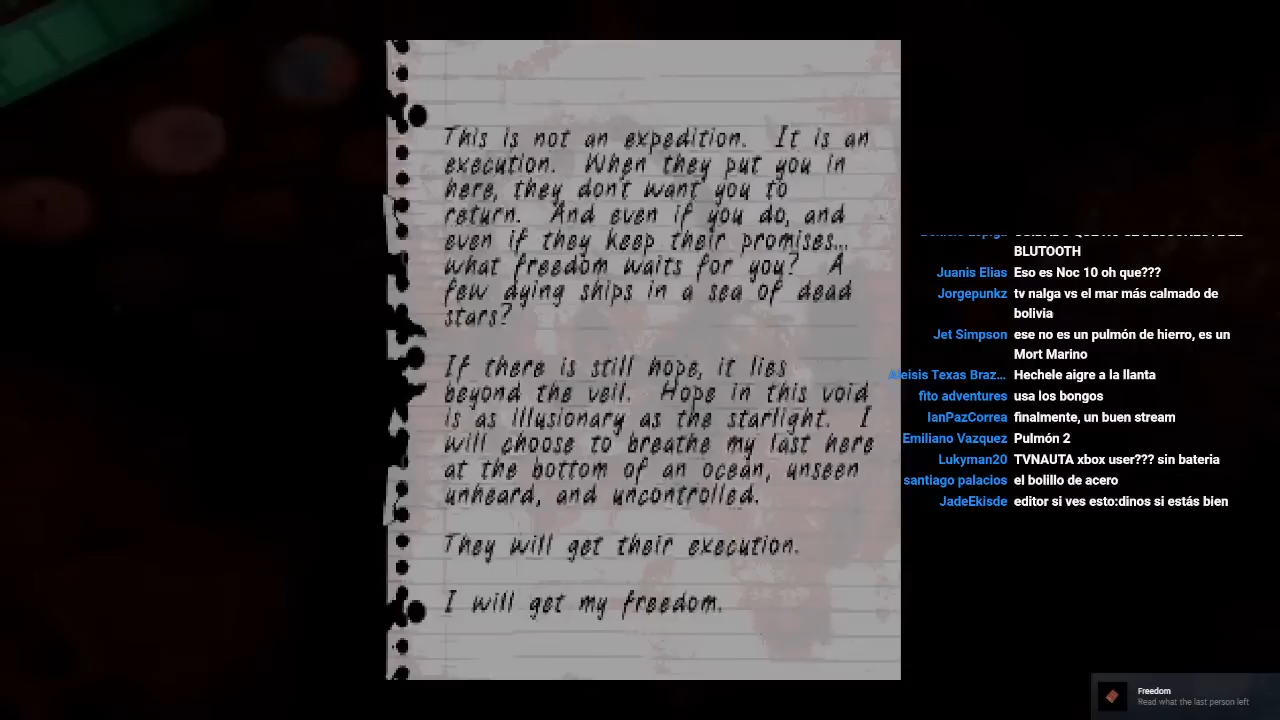 This is not an expedition. It is an
execution. When they put you in
here, they don't want you to
return. And even if you do, and
even if they keep their promises...
what freedom waits for you? A
few dying ships in a sea of dead
stars?
If there is still hope, it lies
beyond the veil. Hope in this void
is as illusionary as the starlight. I
will choose to breathe my last here
at the bottom of an ocean, unseen
unheard, and uncontrolled.
They will get their execution.
I will get my freedom.
BLUTOOTH
Juanis Elias Eso es Noc 10 oh que???
Jorgepunkz tv nalga vs el mar más calmado de
bolivia
Jet Simpson ese no es un pulmón de hierro, es un
Mort Marino
Aleisis Texas Braz... Hechele aigre a la llanta
fito adventures usa los bongos
IanPazCorrea finalmente, un buen stream
Emiliano Vazquez Pulmón 2
Lukyman20 TVNAUTA xbox user??? sin bateria
santiago palacios el bolillo de acero
JadeEkisde editor si ves esto:dinos si estás bien
Freedom
Read what the last person left